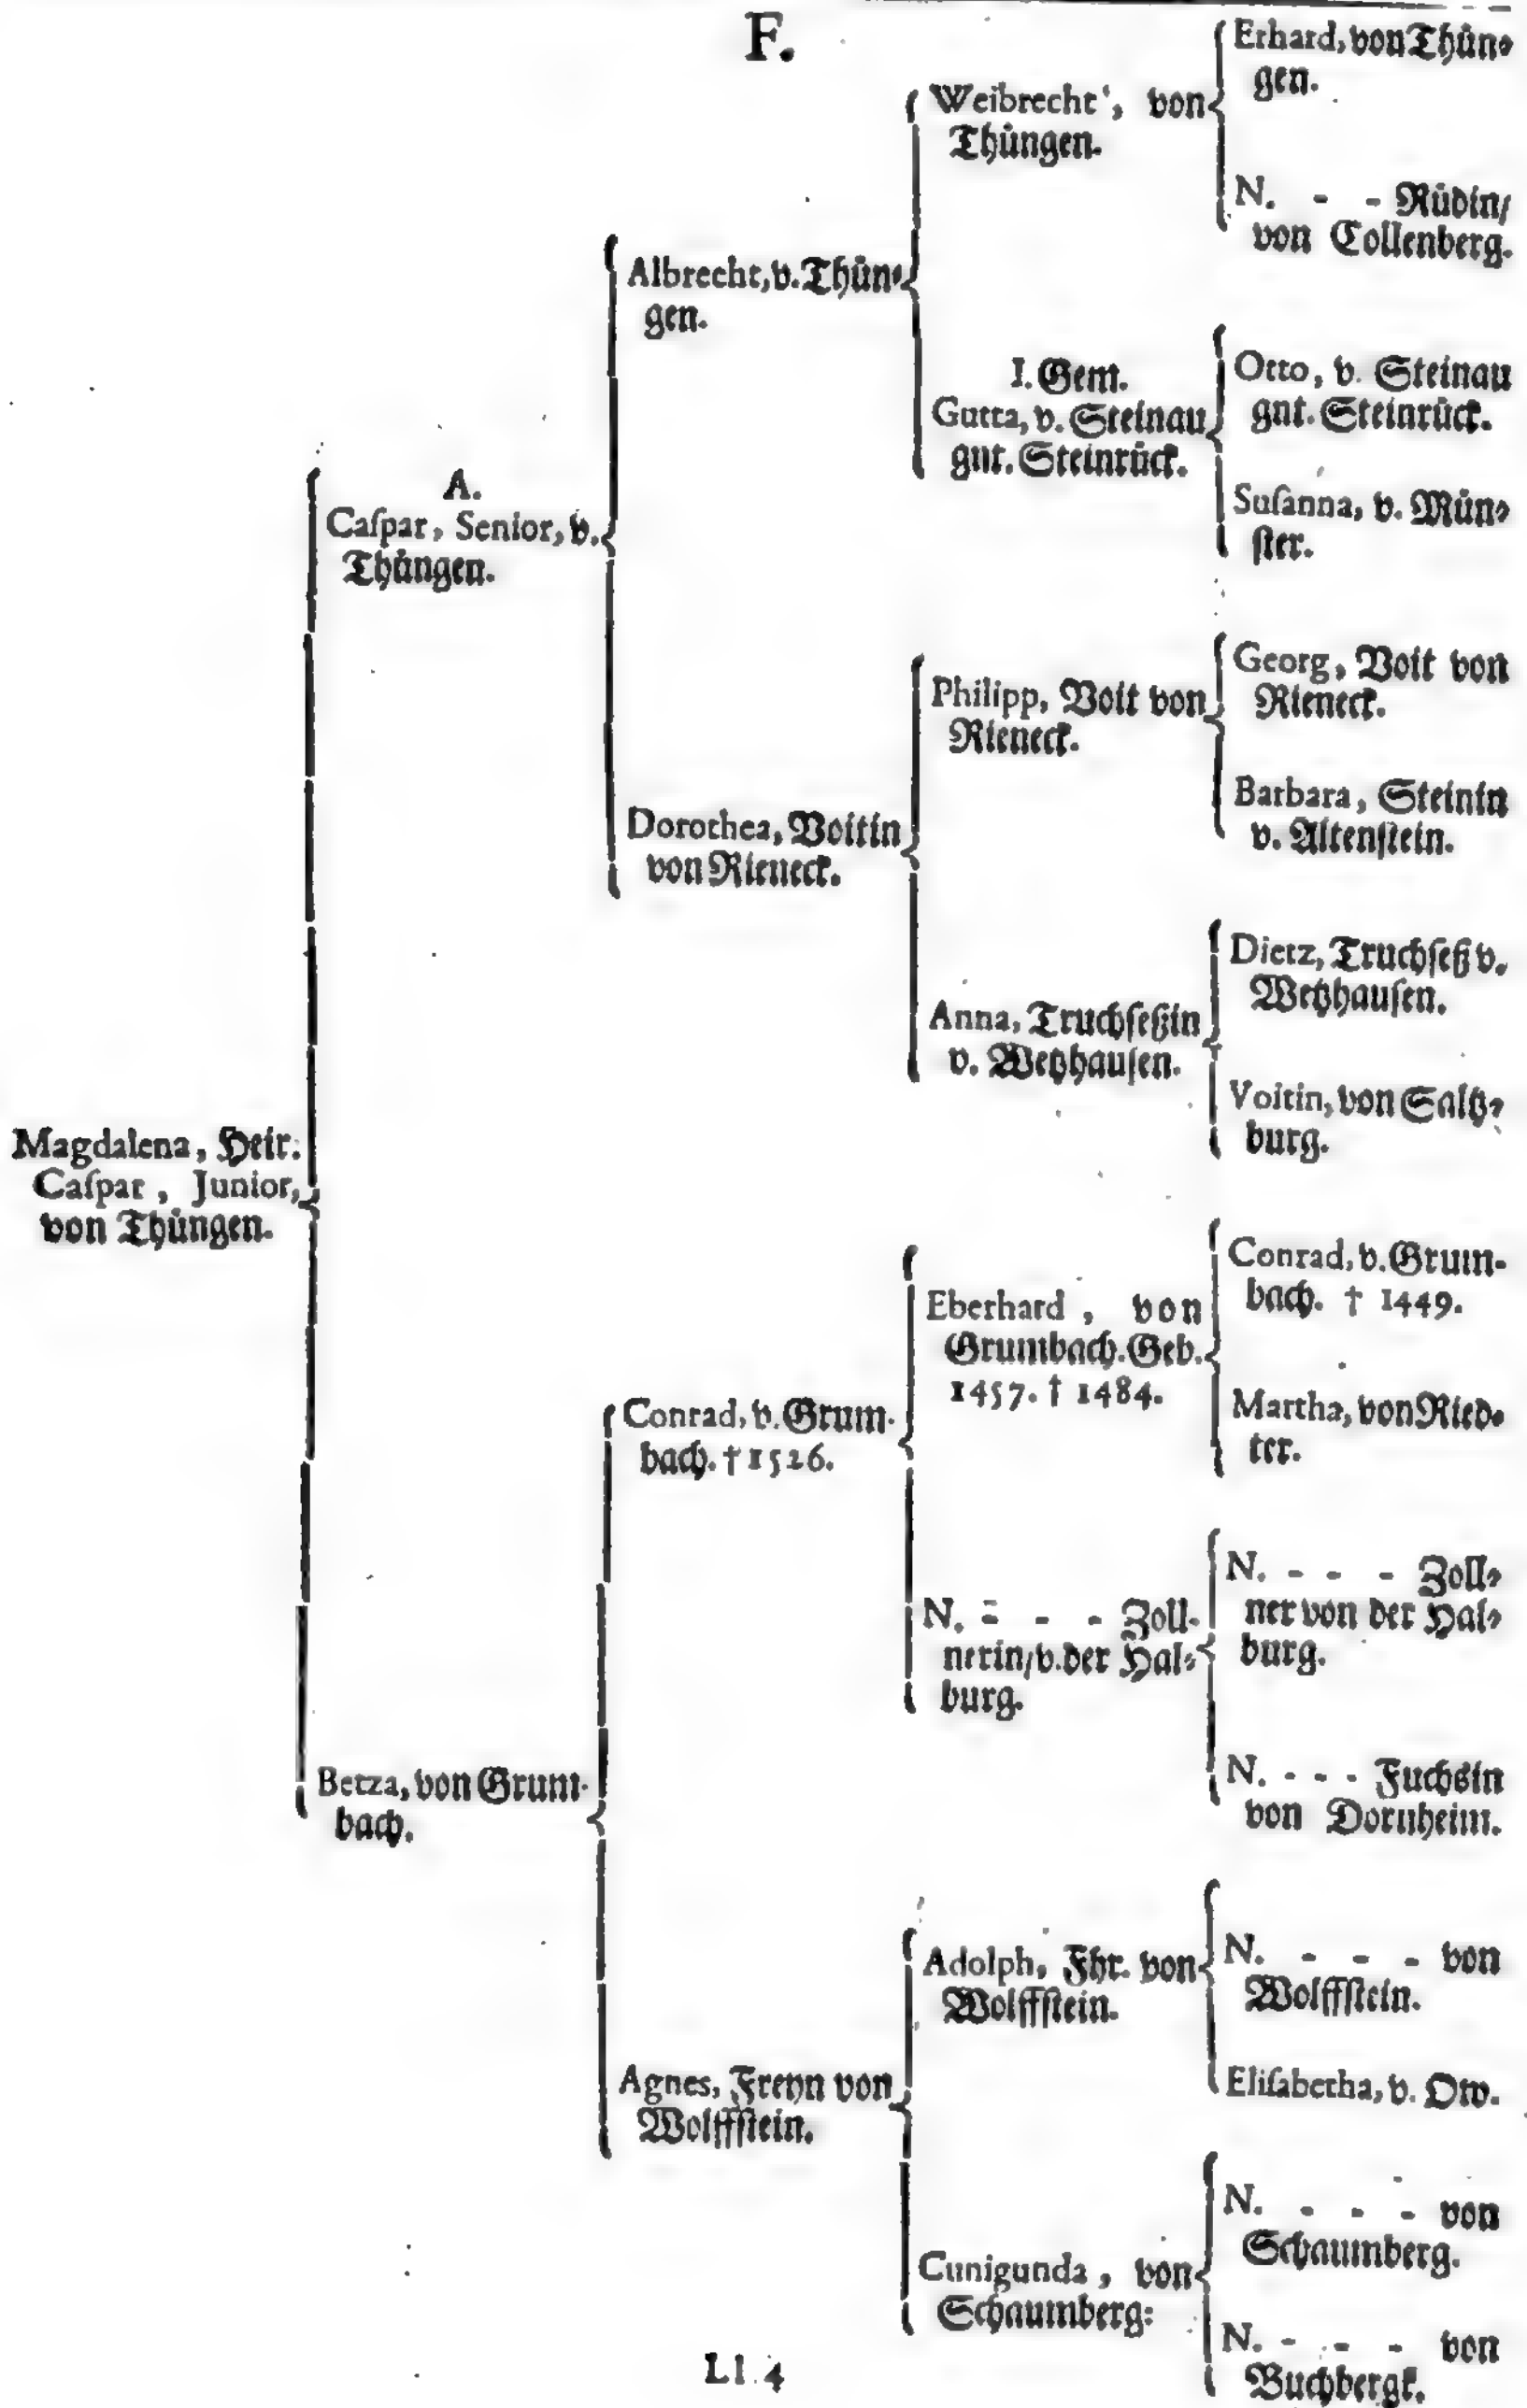 F.
Magdalena, Heir.
Caſpar, Junior,
von Thüngen.
A.
Caſpar, Senior, v.
Thüngen.
Betza, von Grum-
bach.
Albrecht, v. Thün-
gen.
Dorothea, Voitin
von Rieneck.
Conrad, v. Grum-
bach. † 1526.
Agnes, Freyn von
Wolffſtein.
Weibrecht, von
Thüngen.
I. Gem.
Gutta, v. Steinau
gnt. Steinrück.
Philipp, Voit von
Rieneck.
Anna, Truchſeßin
v. Wetzhauſen.
Eberhard, von
Grumbach. Geb.
1457. † 1484.
N. - - - Zoll-
nerin/ v. der Hal-
burg.
Adolph, Fhr. von
Wolffſtein.
Cunigunda, von
Schaumberg:
Erhard, von Thün-
gen.
N. - - Rüdin/
von Collenberg.
Otto, v. Steinau
gnt. Steinrück.
Suſanna, v. Mün-
ſter.
Georg, Voit von
Rieneck.
Barbara, Steinin
v. Altenſtein.
Dietz, Truchſeß v.
Wetzhauſen.
Voitin, von Saltz-
burg.
Conrad, v. Grum-
bach. † 1449.
Martha, von Ried-
ter.
N. - - - Zoll-
ner von der Hal-
burg.
N. - - - Fuchsin
von Dornheim.
N. - - - von
Wolffſtein.
Eliſabetha, v. Ow.
N. - - - von
Schaumberg.
N. - - - von
Buchbergk.
Ll 4